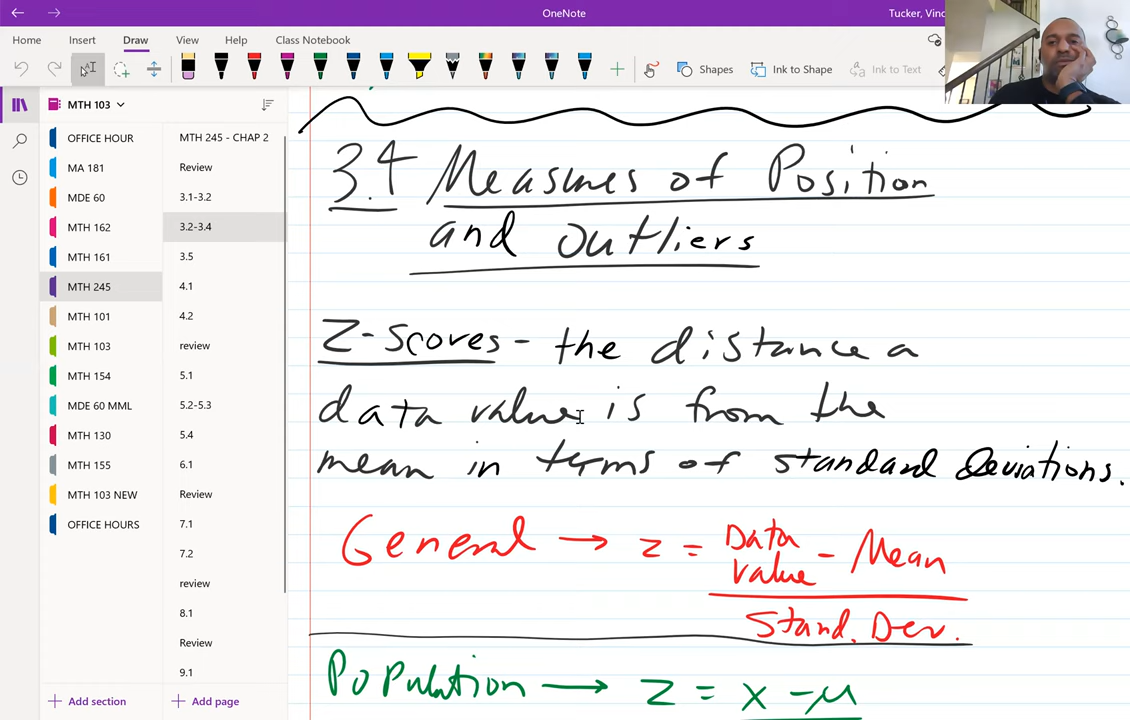 OneNote
Tucker, Vinc
Home Insert Draw View Help Class Notebook
Shapes Ink to Shape Ink to Text
MTH 103
OFFICE HOUR
MA 181
MDE 60
MTH 162
MTH 161
MTH 245
MTH 101
MTH 103
MTH 154
MDE 60 MML
MTH 130
MTH 155
MTH 103 NEW
OFFICE HOURS
MTH 245 - CHAP 2
Review
3.1-3.2
3.2-3.4
3.5
4.1
4.2
review
5.1
5.2-5.3
5.4
6.1
Review
7.1
7.2
review
8.1
Review
9.1
Add section
Add page
3.4 Measures of Position
and Outliers
Z-Scores - the distance a
data value is from the
mean in terms of standard deviations.
General → z = Data Value - Mean
Stand. Dev.
Population → z = x - μ